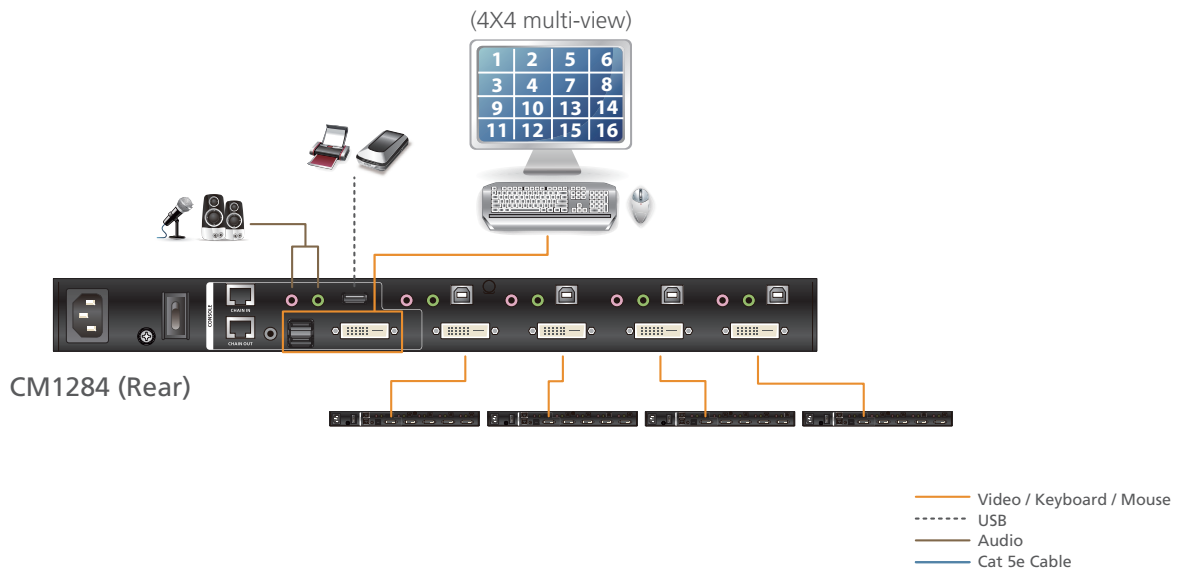 (4X4 multi-view)
1 2 5 6
3 4 7 8
9 10 13 14
11 12 15 16
CONSOLE
CHAIN IN
CHAIN OUT
CM1284 (Rear)
Video / Keyboard / Mouse
USB
Audio
Cat 5e Cable